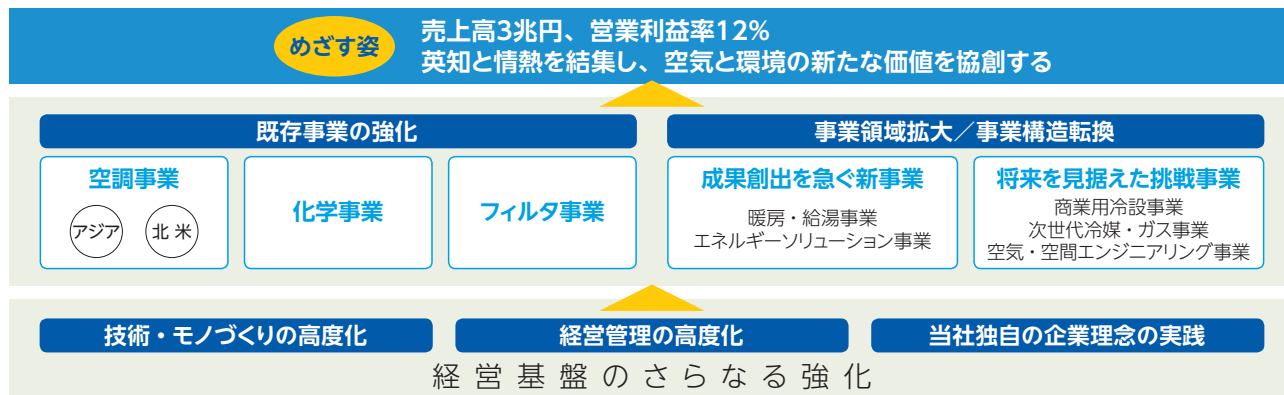 めざす姿
売上高3兆円、営業利益率12%
英知と情熱を結集し、空気と環境の新たな価値を協創する
既存事業の強化
空調事業
アジア
北 米
化学事業
フィルタ事業
事業領域拡大／事業構造転換
成果創出を急ぐ新事業
暖房・給湯事業
エネルギーソリューション事業
将来を見据えた挑戦事業
商業用冷設事業
次世代冷媒・ガス事業
空気・空間エンジニアリング事業
技術・モノづくりの高度化
経営管理の高度化
当社独自の企業理念の実践
経営基盤のさらなる強化